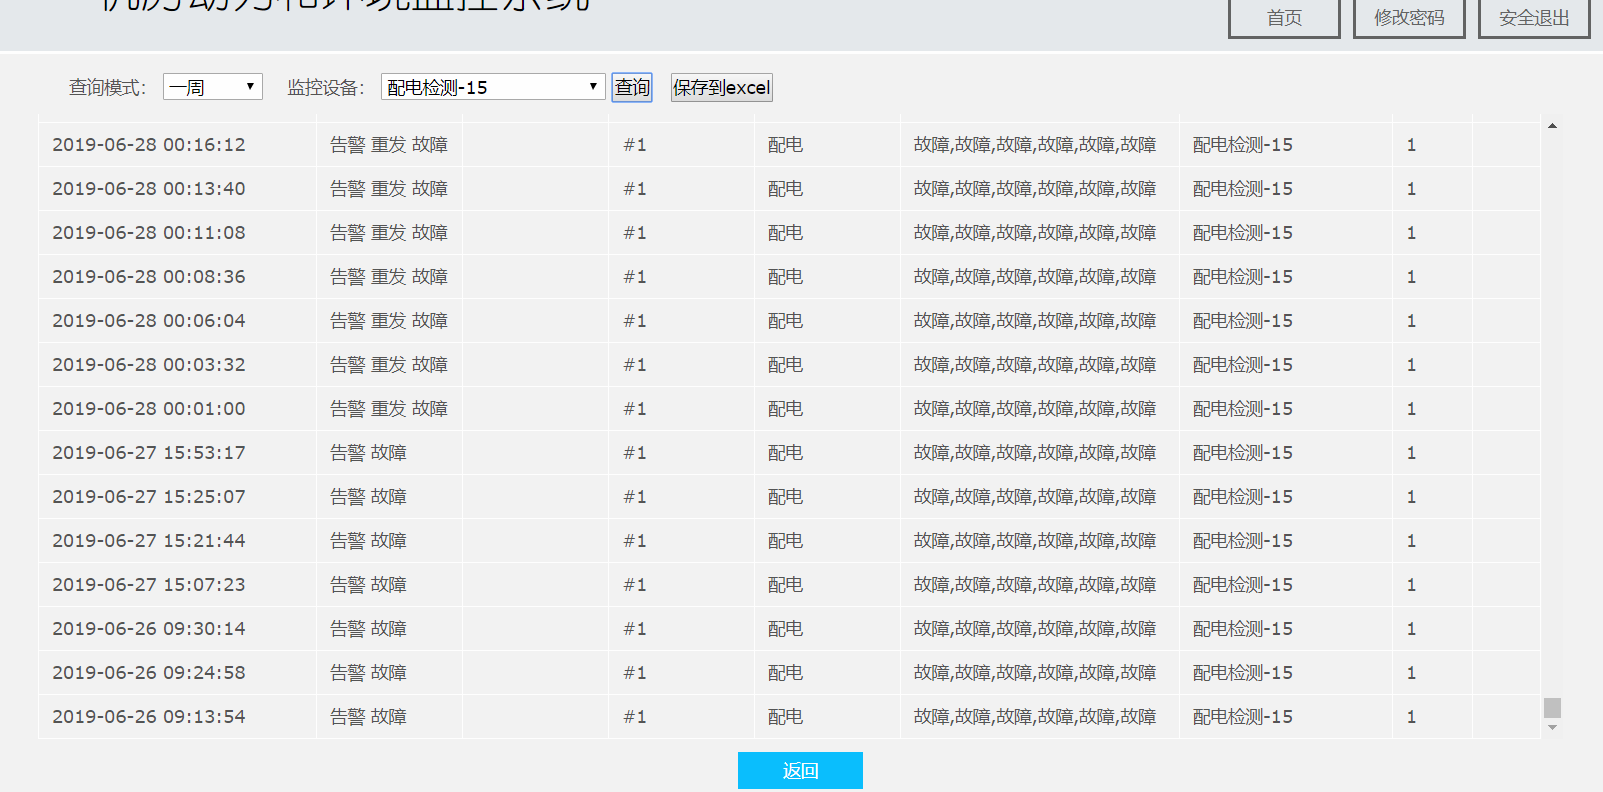 机房动力和环境监控系统
首页 修改密码 安全退出
查询模式： 一周 监控设备： 配电检测-15 查询 保存到excel
2019-06-28 00:16:12 告警 重发 故障 #1 配电 故障,故障,故障,故障,故障,故障 配电检测-15 1
2019-06-28 00:13:40 告警 重发 故障 #1 配电 故障,故障,故障,故障,故障,故障 配电检测-15 1
2019-06-28 00:11:08 告警 重发 故障 #1 配电 故障,故障,故障,故障,故障,故障 配电检测-15 1
2019-06-28 00:08:36 告警 重发 故障 #1 配电 故障,故障,故障,故障,故障,故障 配电检测-15 1
2019-06-28 00:06:04 告警 重发 故障 #1 配电 故障,故障,故障,故障,故障,故障 配电检测-15 1
2019-06-28 00:03:32 告警 重发 故障 #1 配电 故障,故障,故障,故障,故障,故障 配电检测-15 1
2019-06-28 00:01:00 告警 重发 故障 #1 配电 故障,故障,故障,故障,故障,故障 配电检测-15 1
2019-06-27 15:53:17 告警 故障 #1 配电 故障,故障,故障,故障,故障,故障 配电检测-15 1
2019-06-27 15:25:07 告警 故障 #1 配电 故障,故障,故障,故障,故障,故障 配电检测-15 1
2019-06-27 15:21:44 告警 故障 #1 配电 故障,故障,故障,故障,故障,故障 配电检测-15 1
2019-06-27 15:07:23 告警 故障 #1 配电 故障,故障,故障,故障,故障,故障 配电检测-15 1
2019-06-26 09:30:14 告警 故障 #1 配电 故障,故障,故障,故障,故障,故障 配电检测-15 1
2019-06-26 09:24:58 告警 故障 #1 配电 故障,故障,故障,故障,故障,故障 配电检测-15 1
2019-06-26 09:13:54 告警 故障 #1 配电 故障,故障,故障,故障,故障,故障 配电检测-15 1
返回